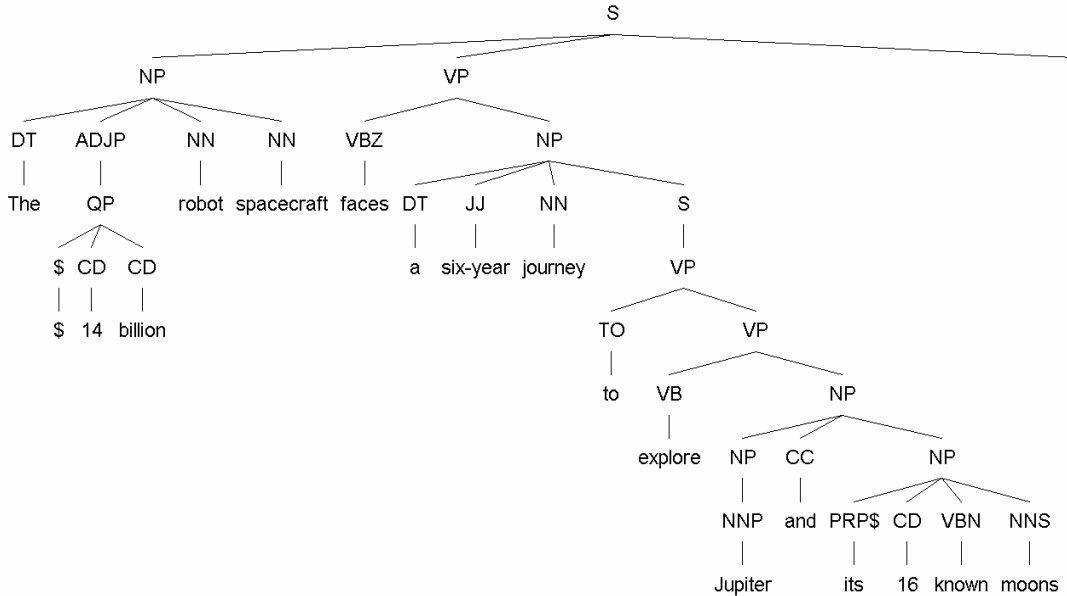 S
NP VP
DT ADJP NN NN VBZ NP
The QP robot spacecraft faces DT JJ NN S
$ CD CD a six-year journey VP
$ 14 billion TO VP
to VB NP
explore NP CC NP
NNP and PRP$ CD VBN NNS
Jupiter its 16 known moons